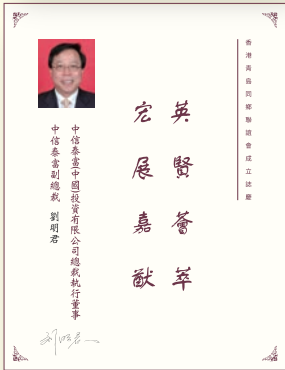 香港青島同鄉聯誼會成立誌慶
英賢薈萃
宏展嘉猷
中信泰富(中國)投資有限公司總裁執行董事
中信泰富副總裁 劉明君